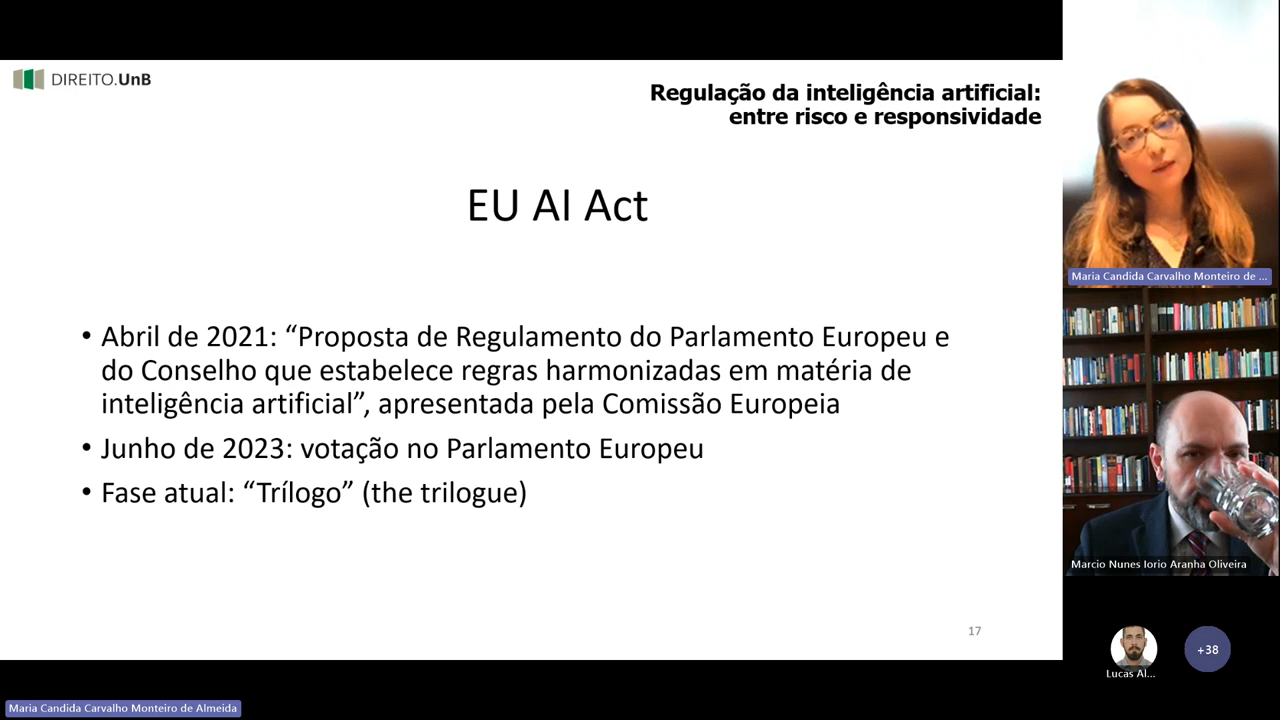 DIREITO.UnB
Regulação da inteligência artificial:
entre risco e responsividade
EU AI Act
• Abril de 2021: “Proposta de Regulamento do Parlamento Europeu e
do Conselho que estabelece regras harmonizadas em matéria de
inteligência artificial”, apresentada pela Comissão Europeia
• Junho de 2023: votação no Parlamento Europeu
• Fase atual: “Trílogo” (the trilogue)
17
Maria Candida Carvalho Monteiro de ...
Marcio Nunes Iorio Aranha Oliveira
Lucas Al...
+38
Maria Candida Carvalho Monteiro de Almeida